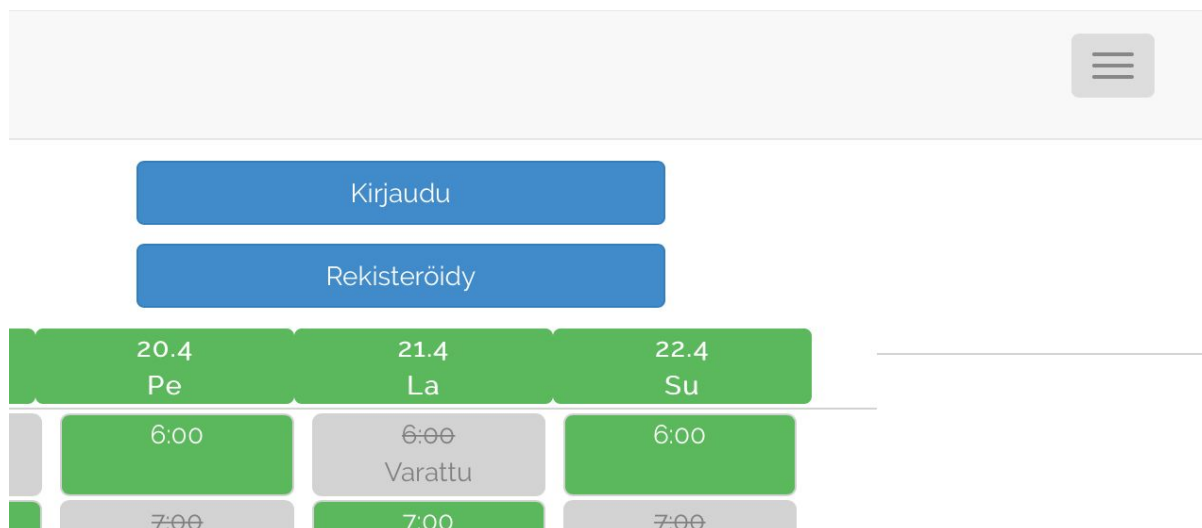 Kirjaudu
Rekisteröidy
20.4 21.4 22.4
Pe La Su
6:00 6:00 6:00
Varattu
7:00 7:00 7:00